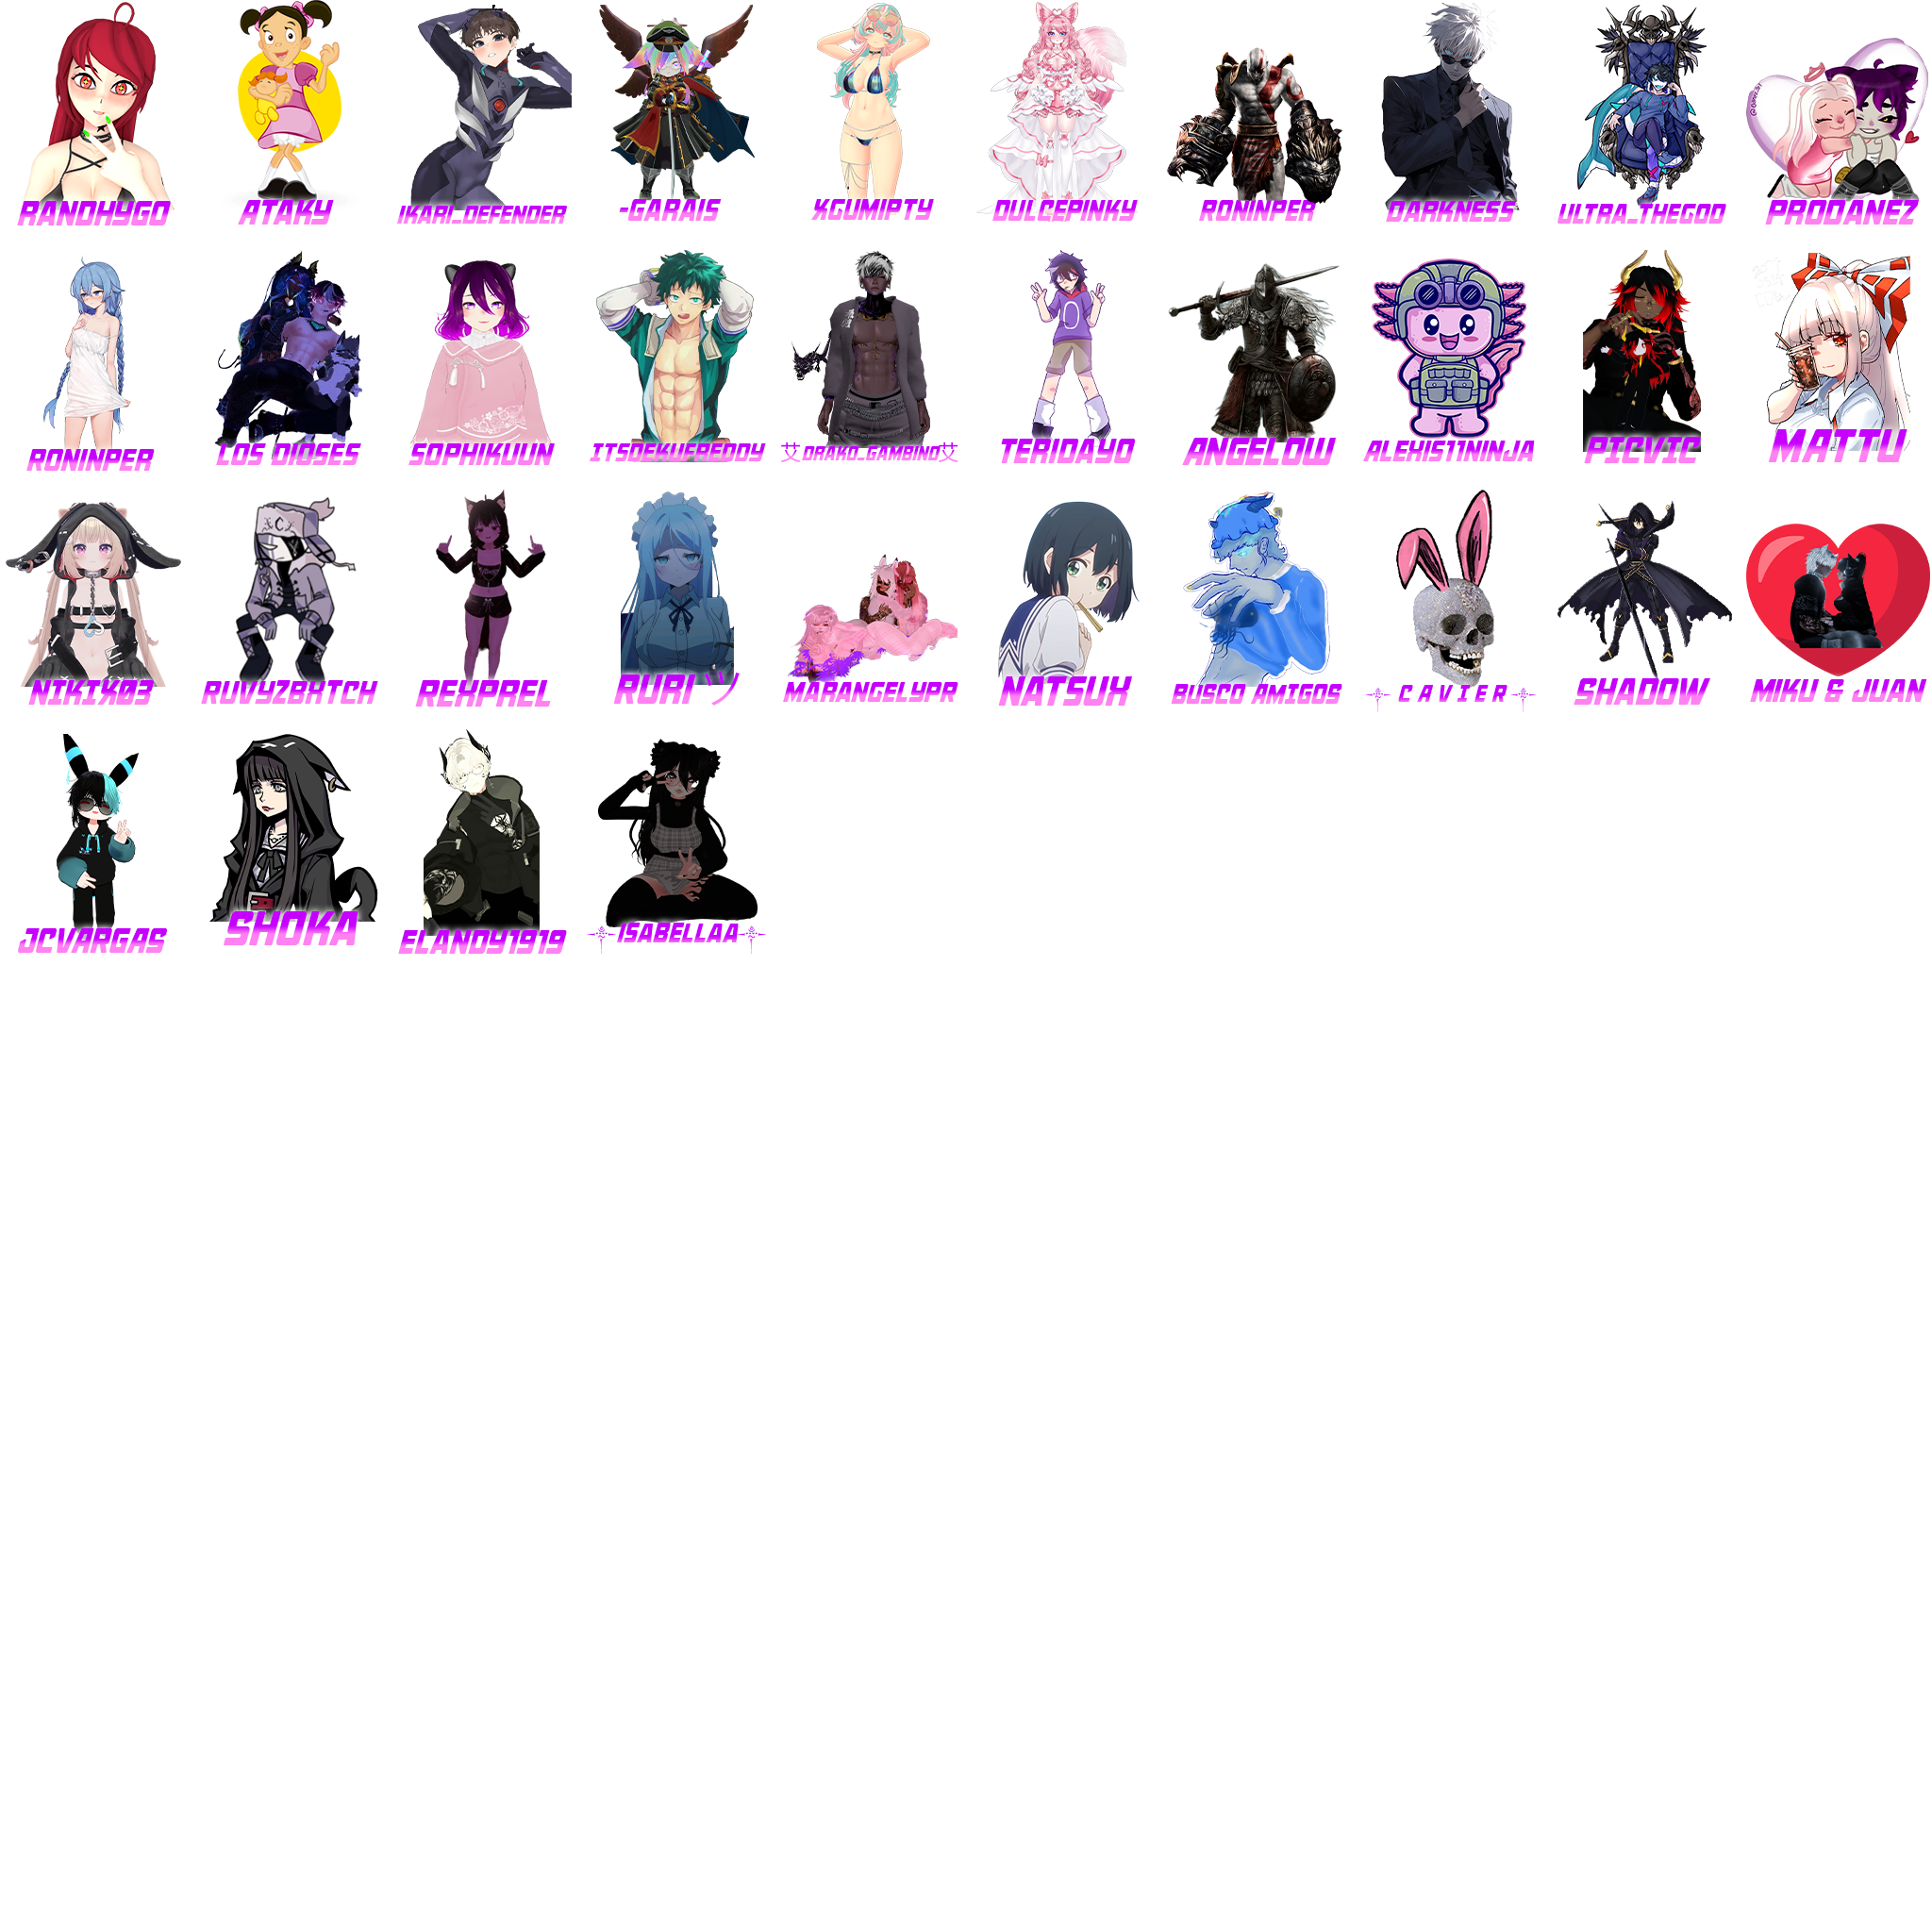 RANDHYGO
ATAKY
IKARI_DEFENDER
-GARAIS
XGUMIPTY
DULCEPINKY
RONINPER
DARKNESS
ULTRA_THEGOD
PRODANEZ
RONINPER
LOS DIOSES
SOPHIKUUN
ITSDEKUFREDDY
艾DRAKO_GAMBINO艾
TERIDAYO
ANGELOW
ALEXIS11NINJA
PICVIC
MATTU
NIKIK03
RUVYZBXTCH
REXPREL
RURI ツ
MARANGELYPR
NATSUX
BUSCO AMIGOS
⸸ C A V I E R ⸸
SHADOW
MIKU & JUAN
JCVARGAS
SHOKA
ELANDY1919
⸸ISABELLAA⸸